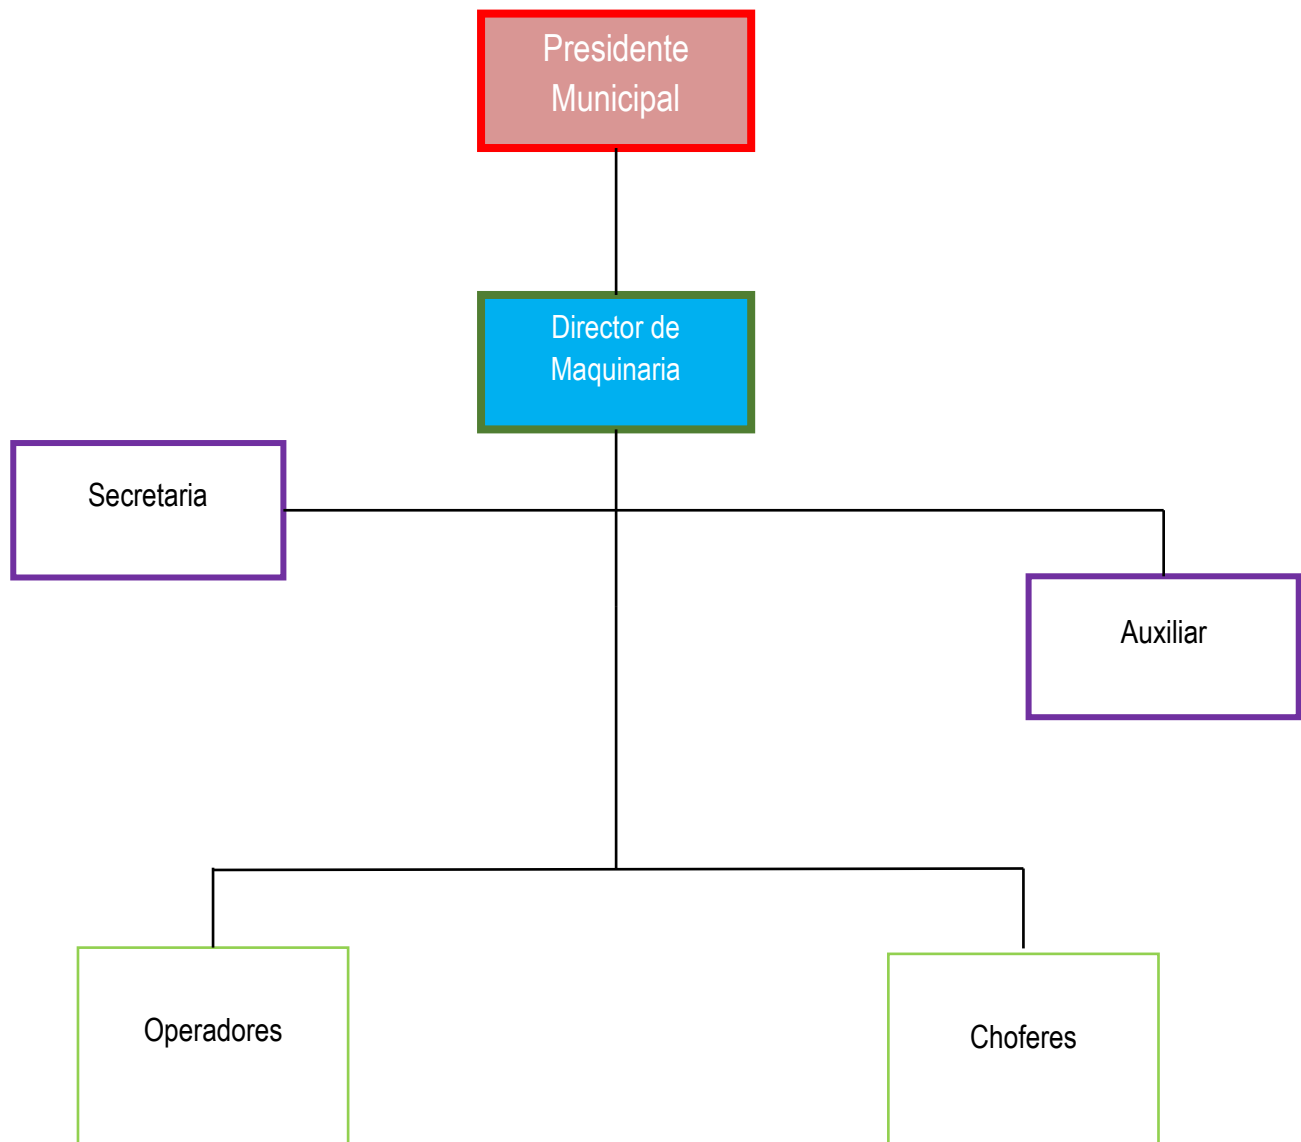 Presidente
Municipal
Director de
Maquinaria
Secretaria
Auxiliar
Operadores
Choferes